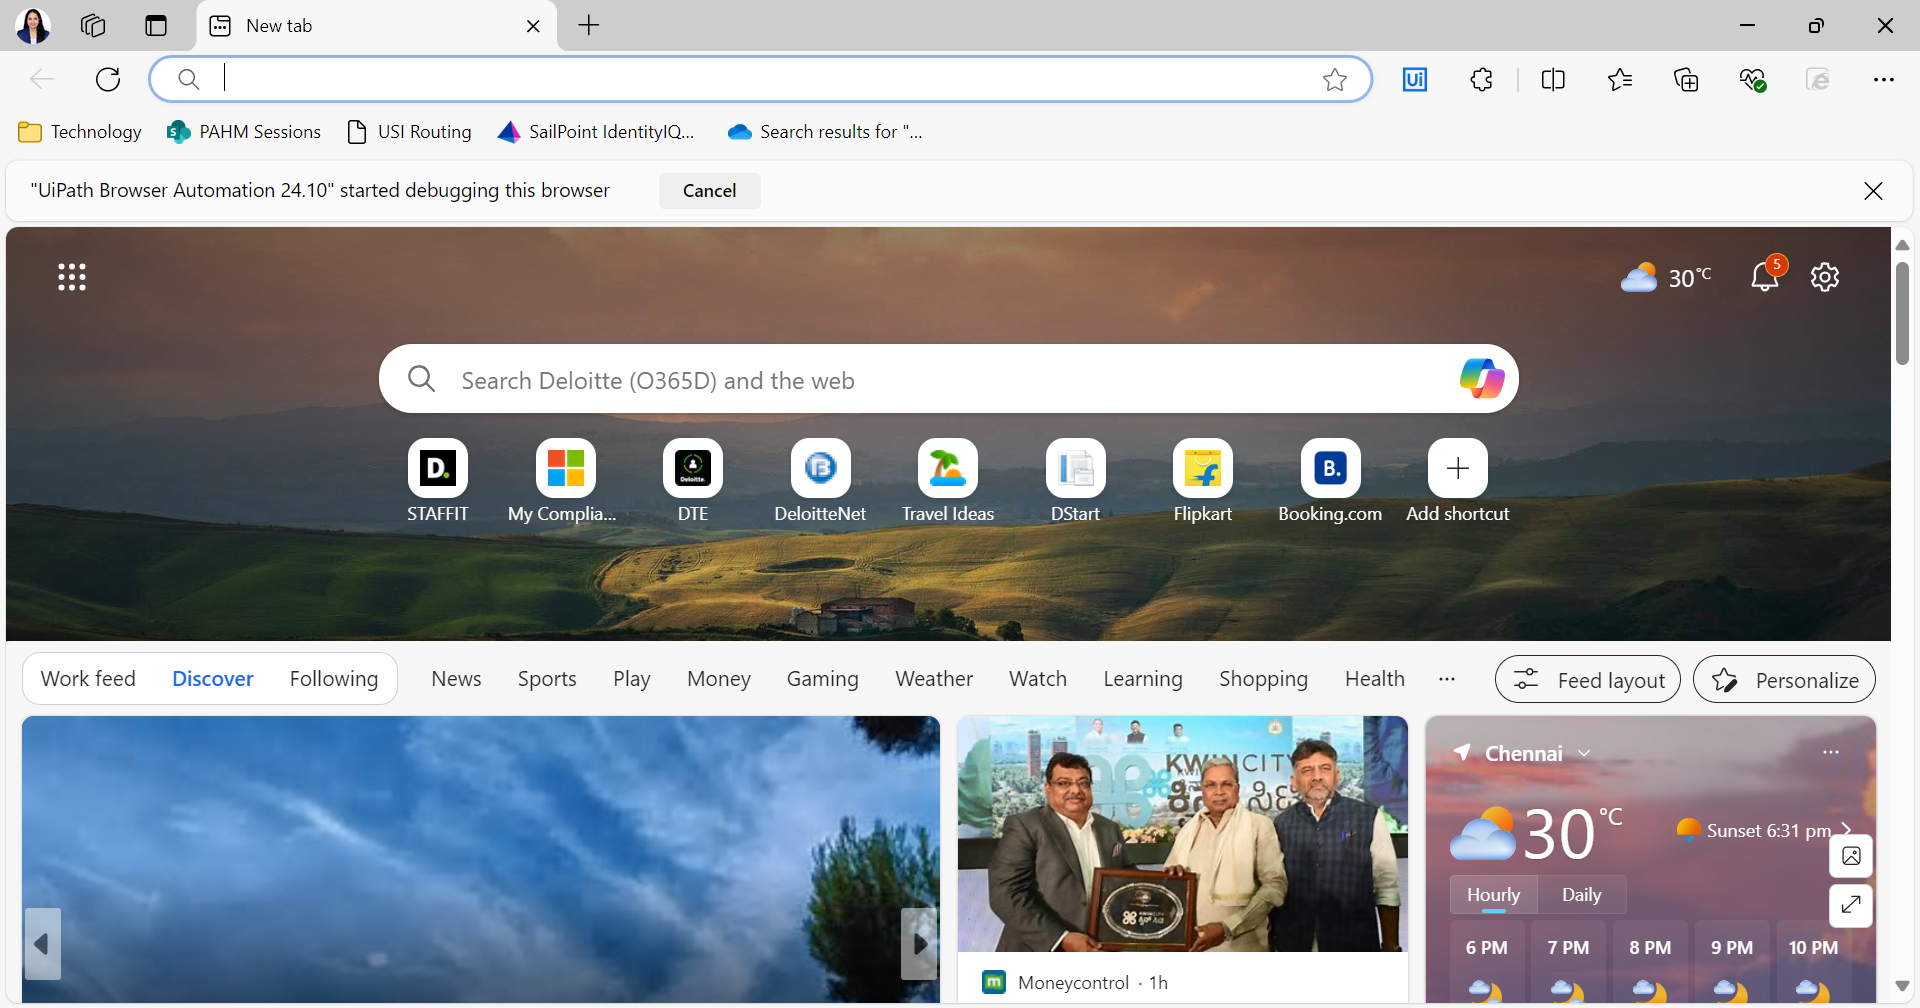 New tab
Ui
Technology
PAHM Sessions
USI Routing
SailPoint IdentityIQ...
Search results for "...
"UiPath Browser Automation 24.10" started debugging this browser
Cancel
30°C
5
Search Deloitte (O365D) and the web
D.
Deloitte.
B.
STAFFIT
My Complia...
DTE
DeloitteNet
Travel Ideas
DStart
Flipkart
Booking.com
Add shortcut
Work feed
Discover
Following
News
Sports
Play
Money
Gaming
Weather
Watch
Learning
Shopping
Health
Feed layout
Personalize
KWIN CITY
Moneycontrol · 1h
Chennai
30°C
Sunset 6:31 pm
Hourly
Daily
6 PM
7 PM
8 PM
9 PM
10 PM